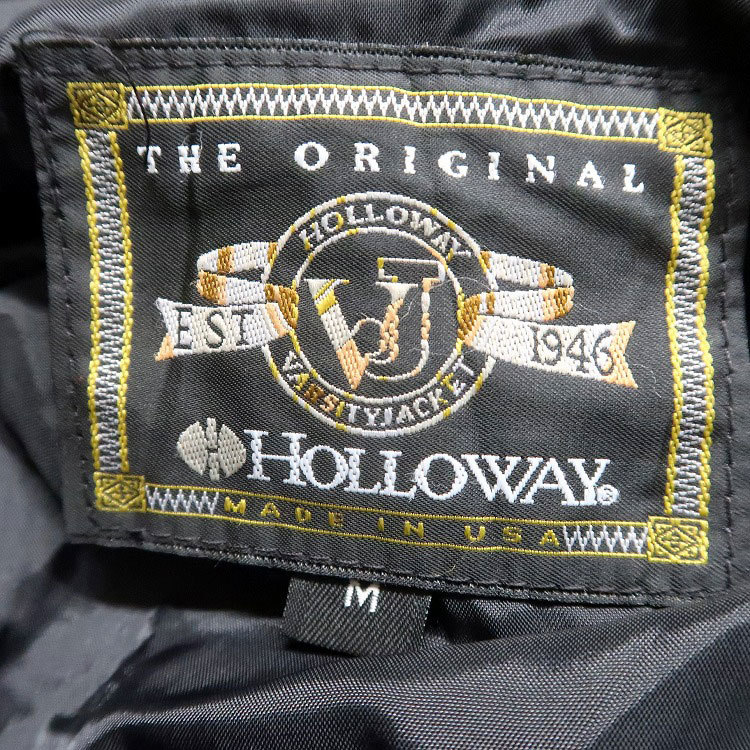 THE ORIGINAL
HOLLOWAY
VJ
EST 1946
VARSITY JACKET
H HOLLOWAY®
MADE IN USA
M